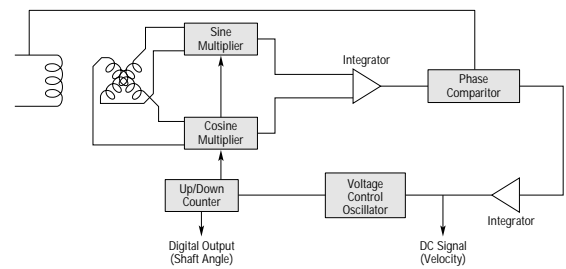 Sine
Multiplier
Integrator
Phase
Comparitor
Cosine
Multiplier
Up/Down
Counter
Voltage
Control
Oscillator
Integrator
Digital Output
(Shaft Angle)
DC Signal
(Velocity)